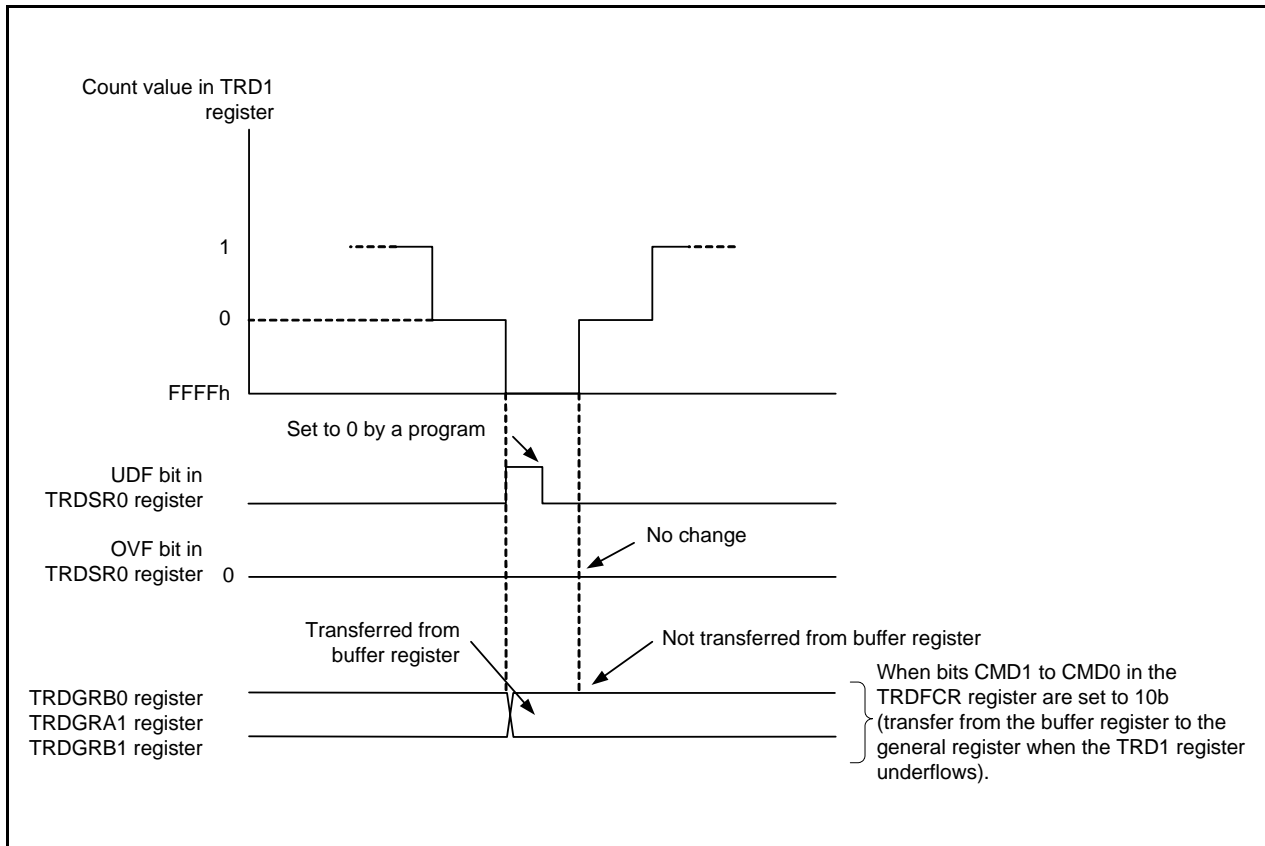 Count value in TRD1
register
1
0
FFFFh
Set to 0 by a program
UDF bit in
TRDSR0 register
No change
OVF bit in
TRDSR0 register 0
Transferred from
buffer register
Not transferred from buffer register
TRDGRB0 register
TRDGRA1 register
TRDGRB1 register
When bits CMD1 to CMD0 in the
TRDFCR register are set to 10b
(transfer from the buffer register to the
general register when the TRD1 register
underflows).